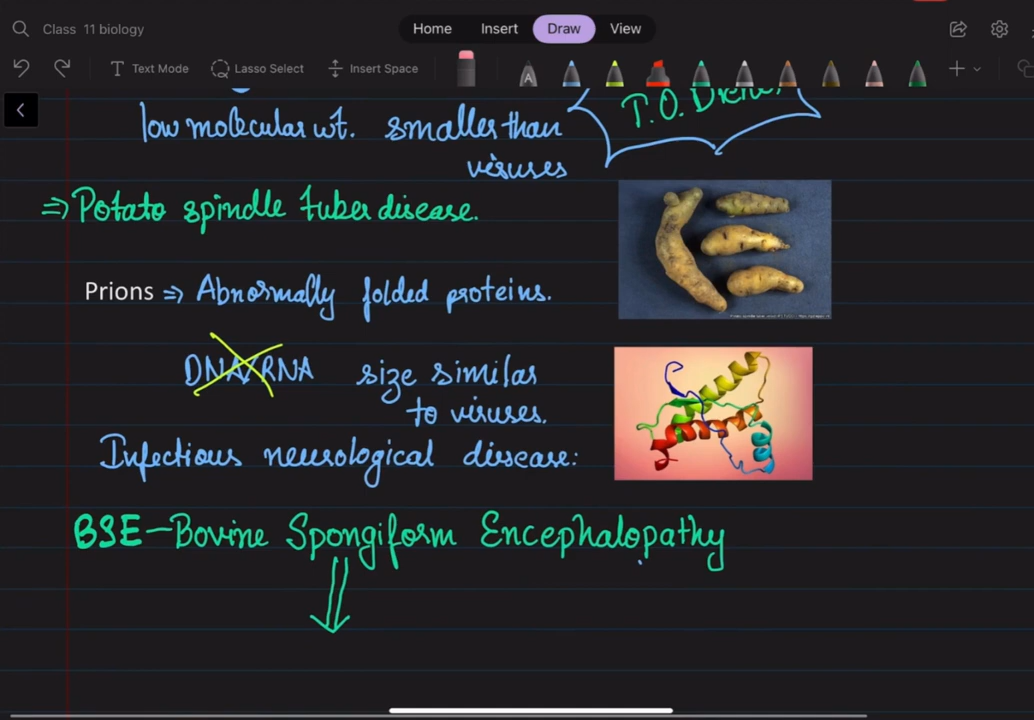 Class 11 biology
Home Insert Draw View
Text Mode Lasso Select Insert Space
T.O. Diener
low molecular wt. smaller than
viruses
⇒ Potato spindle tuber disease.
Prions ⇒ Abnormally folded proteins.
DNA/RNA size similar
to viruses.
Infectious neurological disease:
BSE - Bovine Spongiform Encephalopathy